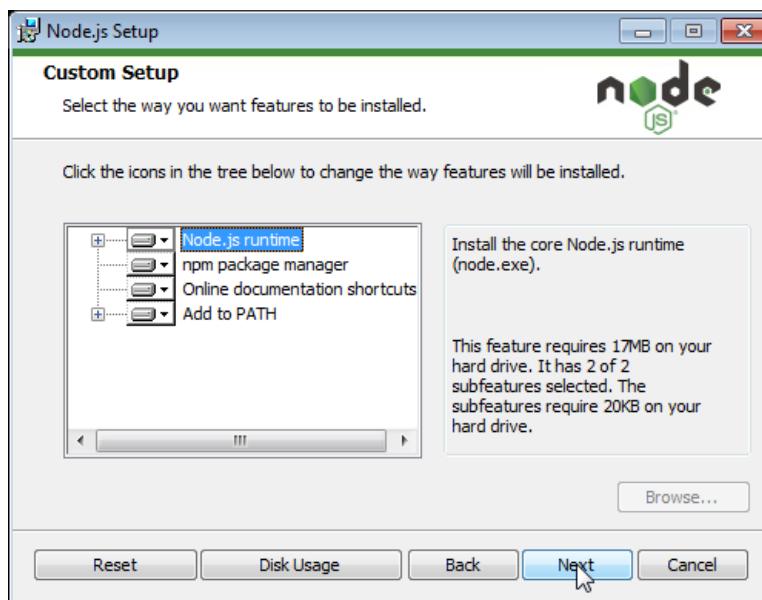 Node.js Setup
Custom Setup
Select the way you want features to be installed.
node
JS
Click the icons in the tree below to change the way features will be installed.
Node.js runtime
npm package manager
Online documentation shortcuts
Add to PATH
Install the core Node.js runtime
(node.exe).
This feature requires 17MB on your
hard drive. It has 2 of 2
subfeatures selected. The
subfeatures require 20KB on your
hard drive.
Browse...
Reset
Disk Usage
Back
Next
Cancel